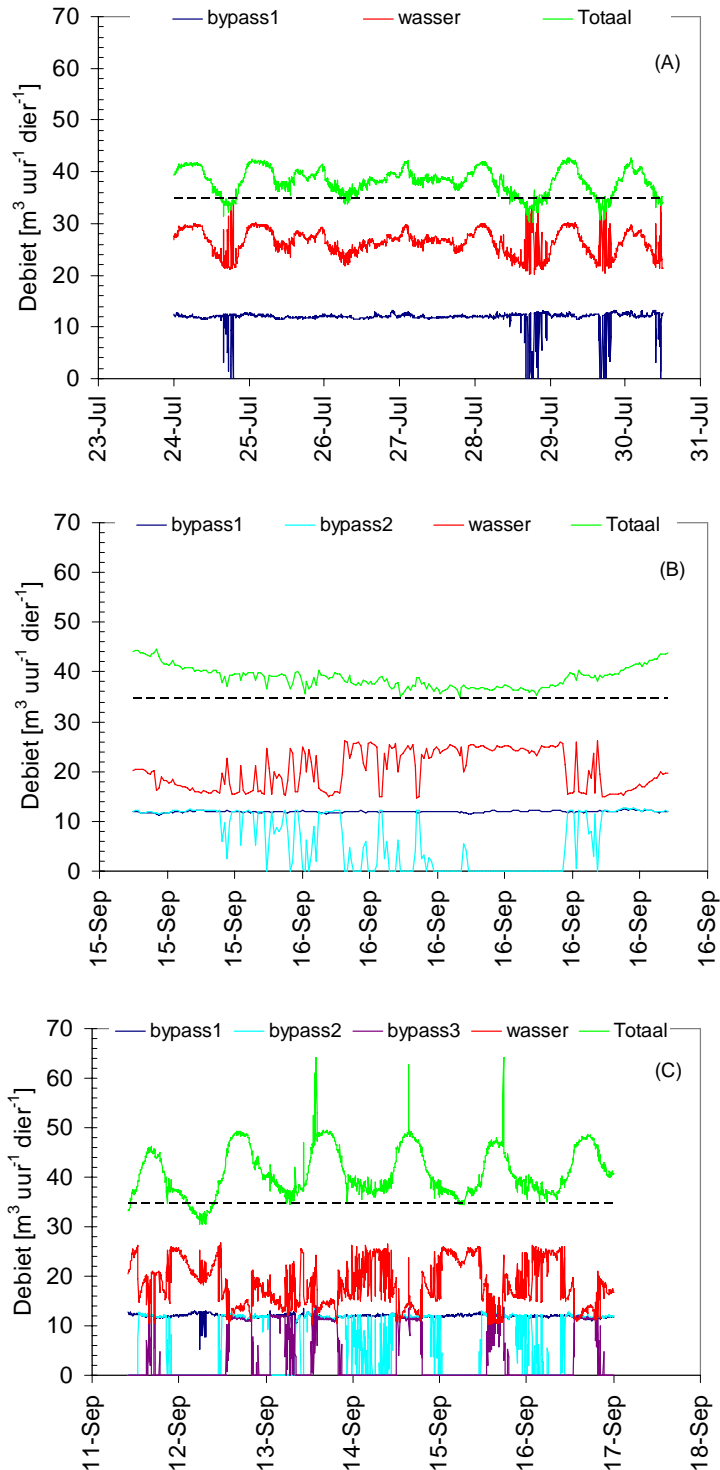 bypass1 wasser Totaal
(A)
Debiet [m³ uur⁻¹ dier⁻¹]
70
60
50
40
30
20
10
0
23-Jul 24-Jul 25-Jul 26-Jul 27-Jul 28-Jul 29-Jul 30-Jul 31-Jul
bypass1 bypass2 wasser Totaal
(B)
Debiet [m³ uur⁻¹ dier⁻¹]
70
60
50
40
30
20
10
0
15-Sep 15-Sep 15-Sep 16-Sep 16-Sep 16-Sep 16-Sep 16-Sep 16-Sep 16-Sep
bypass1 bypass2 bypass3 wasser Totaal
(C)
Debiet [m³ uur⁻¹ dier⁻¹]
70
60
50
40
30
20
10
0
11-Sep 12-Sep 13-Sep 14-Sep 15-Sep 16-Sep 17-Sep 18-Sep